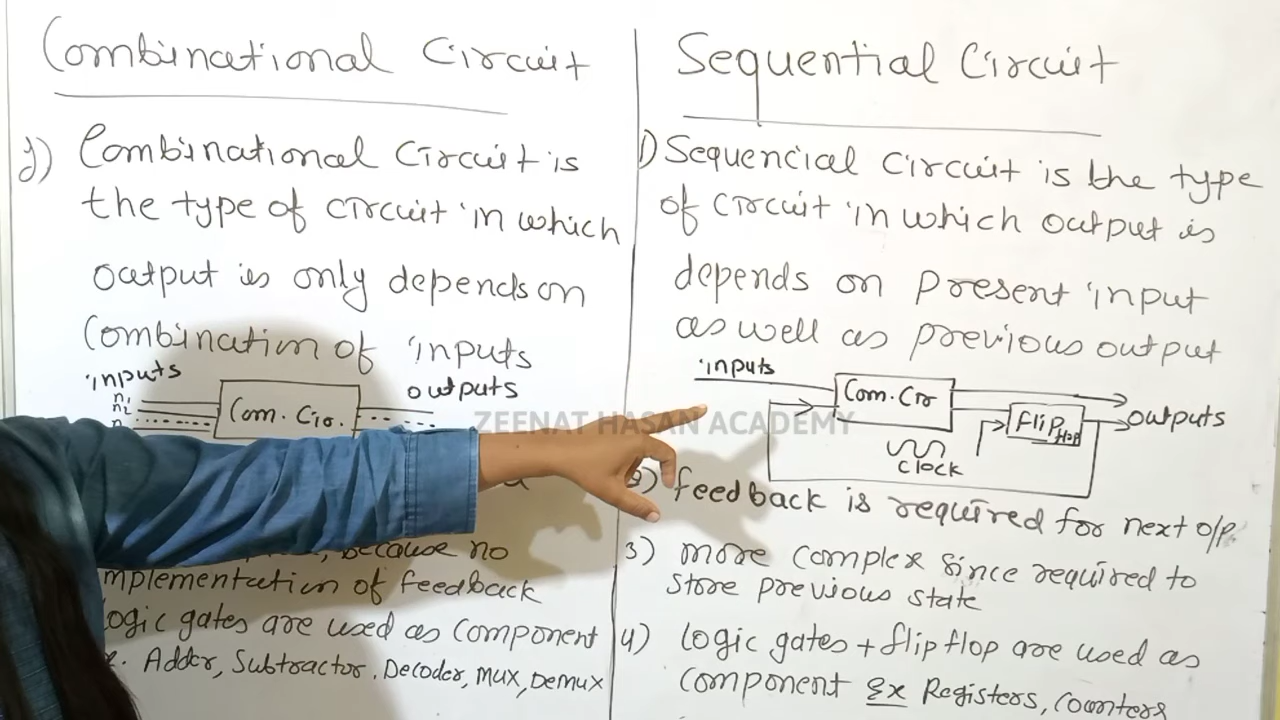 Combinational Circuit
1) Combinational Circuit is
the type of circuit in which
output is only depends on
Combination of inputs
inputs
outputs
n1
n2
n
Com. Cir.
, because no
mplementation of feedback
ogic gates are used as component
. Adder, Subtractor. Decoder, MUX, DeMUX
Sequential Circuit
1) Sequencial Circuit is the type
of circuit in which output is
depends on Present input
as well as previous output
inputs
Com. Cir
flip flop
outputs
clock
ZEENAT HASAN ACADEMY
2) feedback is required for next o/p.
3) more complex since required to
store previous state
4) logic gates + flip flop are used as
component Ex Registers, Counters